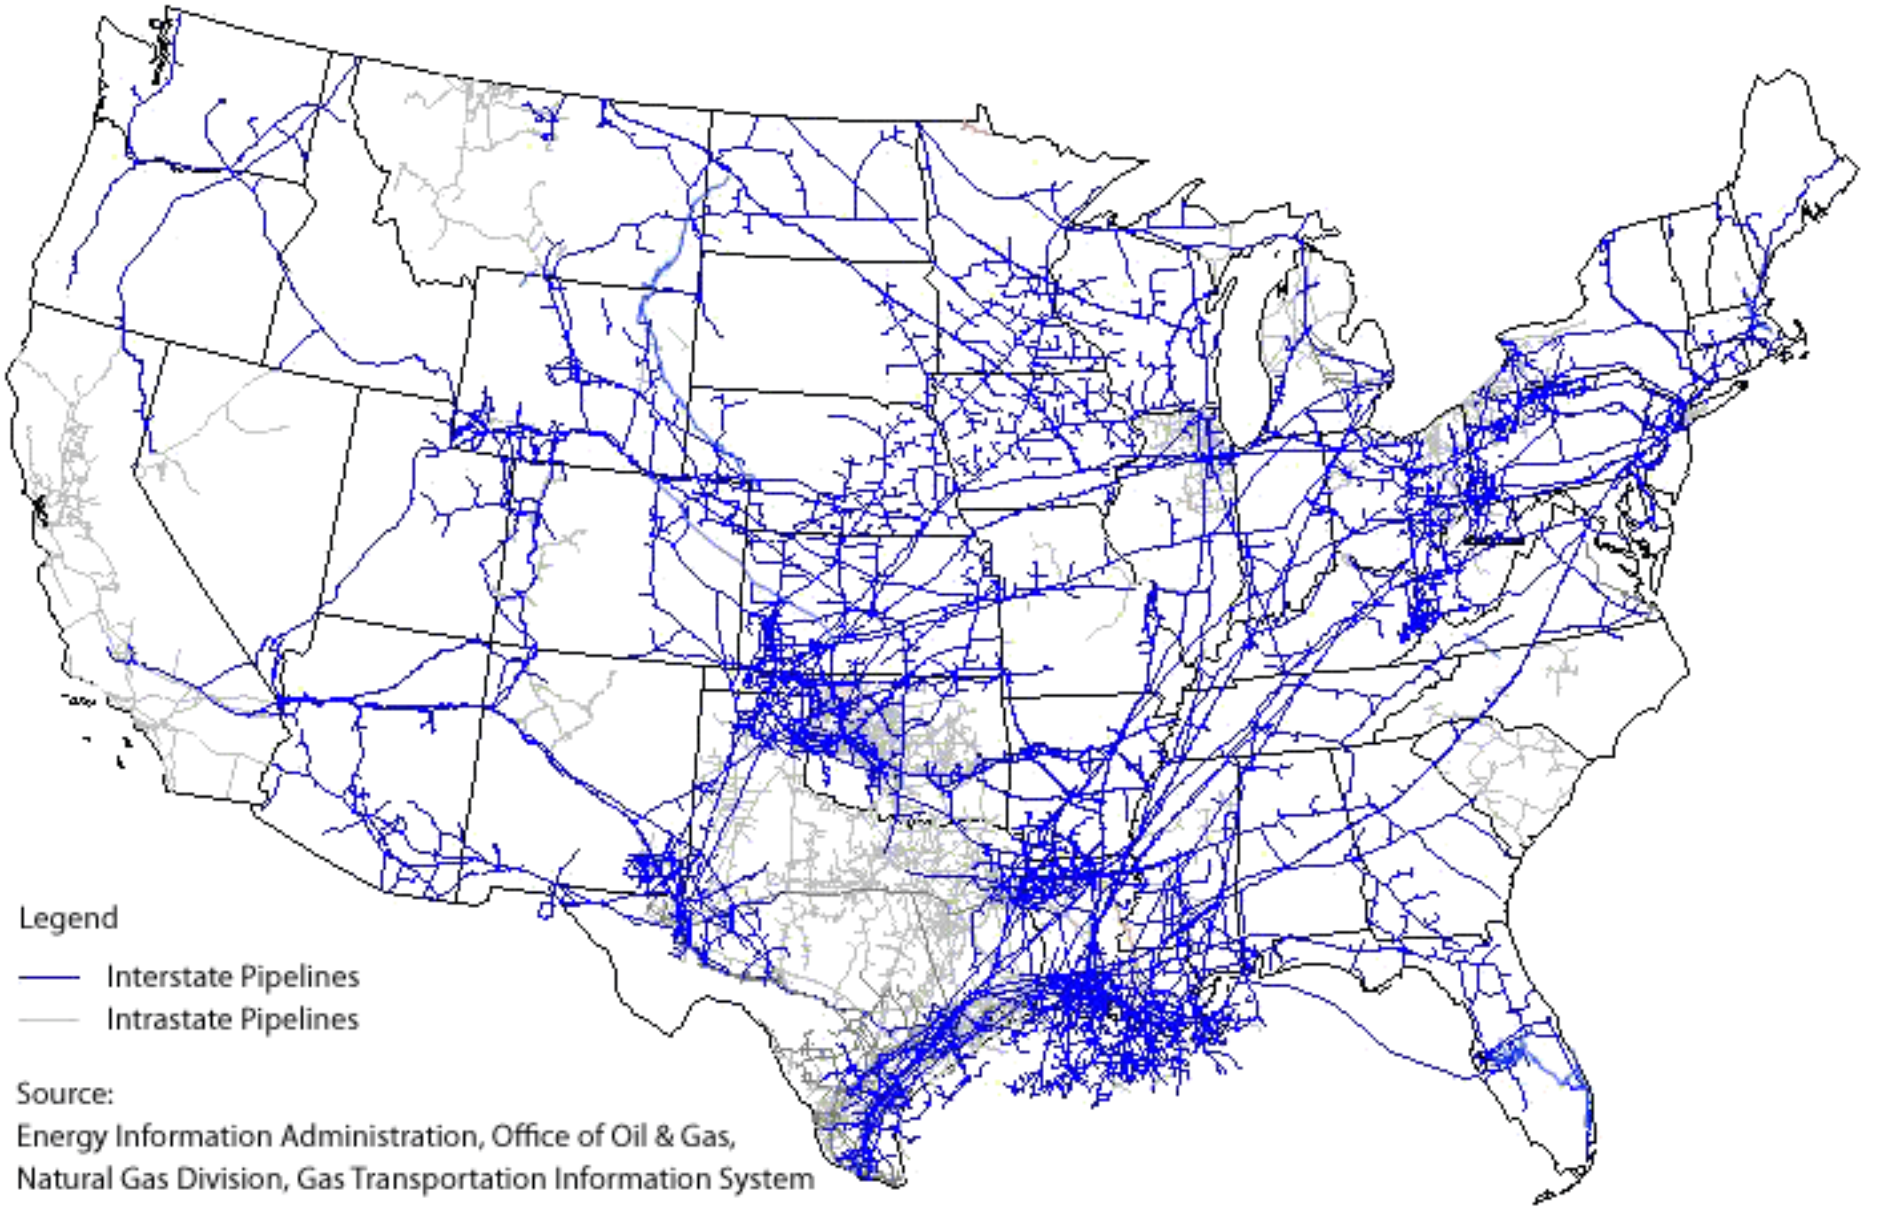 Legend
Interstate Pipelines
Intrastate Pipelines
Source:
Energy Information Administration, Office of Oil & Gas,
Natural Gas Division, Gas Transportation Information System